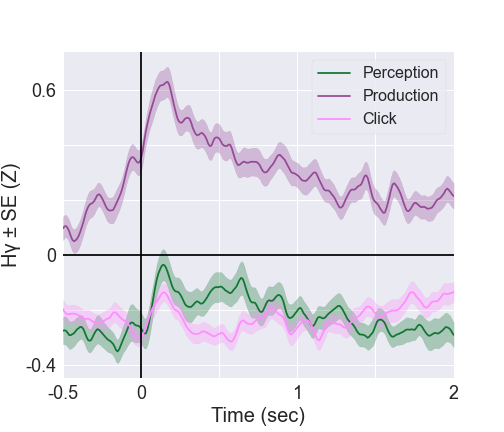 Perception
Production
Click
Hγ ± SE (Z)
0.6
0
-0.4
-0.5 0 1 2
Time (sec)